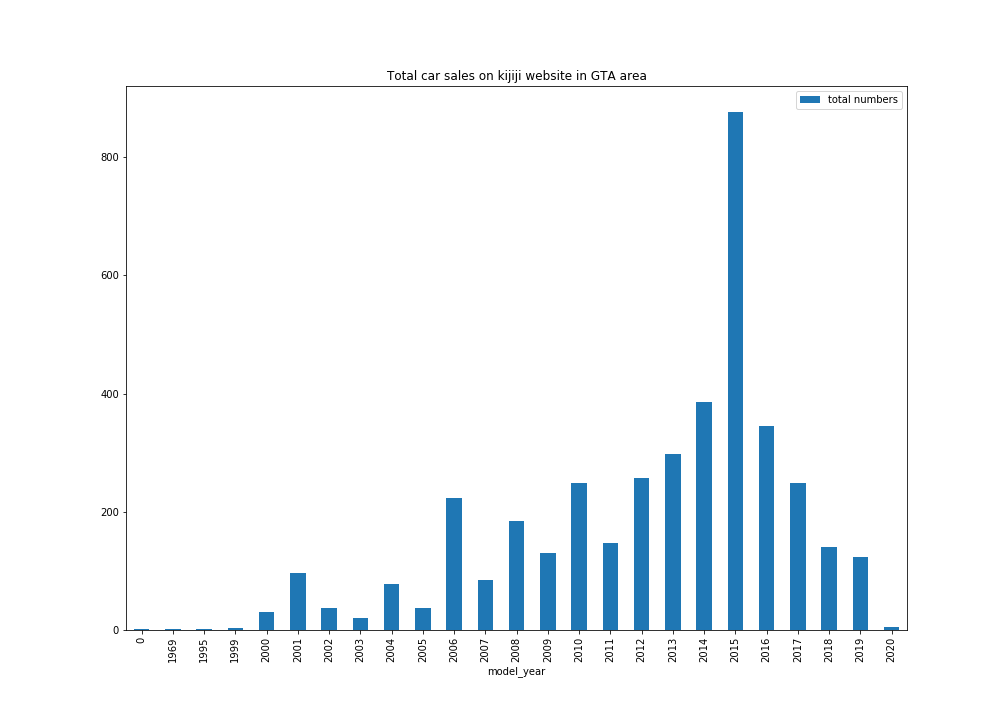 Total car sales on kijiji website in GTA area
total numbers
800
600
400
200
0
0 1969 1995 1999 2000 2001 2002 2003 2004 2005 2006 2007 2008 2009 2010 2011 2012 2013 2014 2015 2016 2017 2018 2019 2020
model_year